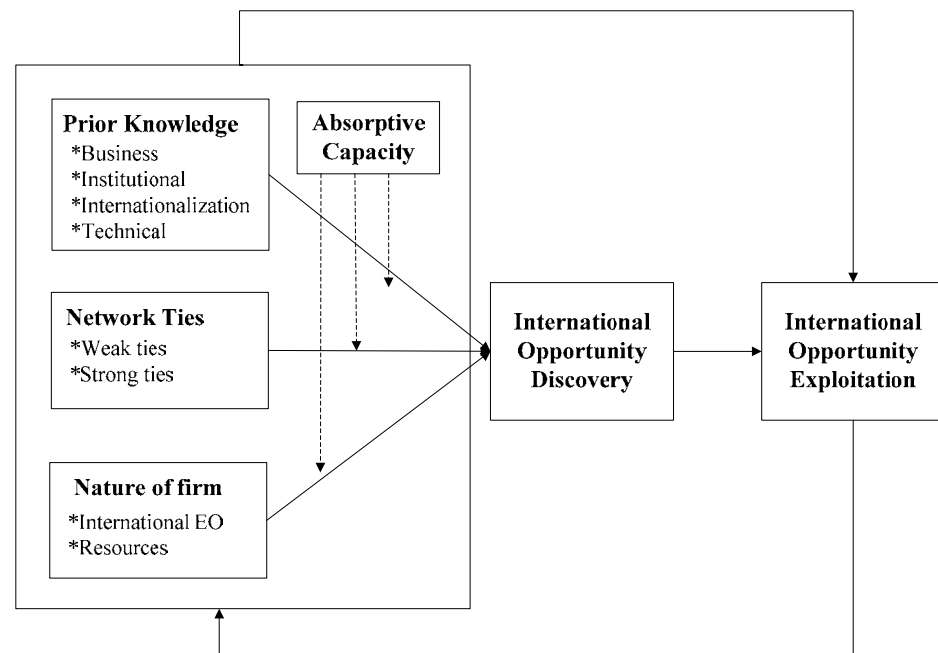 Prior Knowledge
*Business
*Institutional
*Internationalization
*Technical
Absorptive
Capacity
Network Ties
*Weak ties
*Strong ties
Nature of firm
*International EO
*Resources
International
Opportunity
Discovery
International
Opportunity
Exploitation